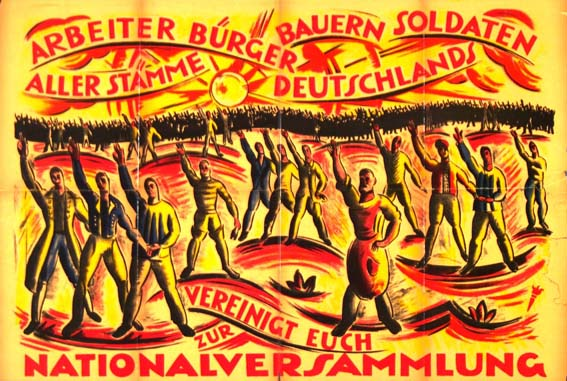 ARBEITER BÜRGER BAUERN SOLDATEN
ALLER STÄMME DEUTSCHLANDS
VEREINIGT EUCH
ZUR
NATIONALVERSAMMLUNG